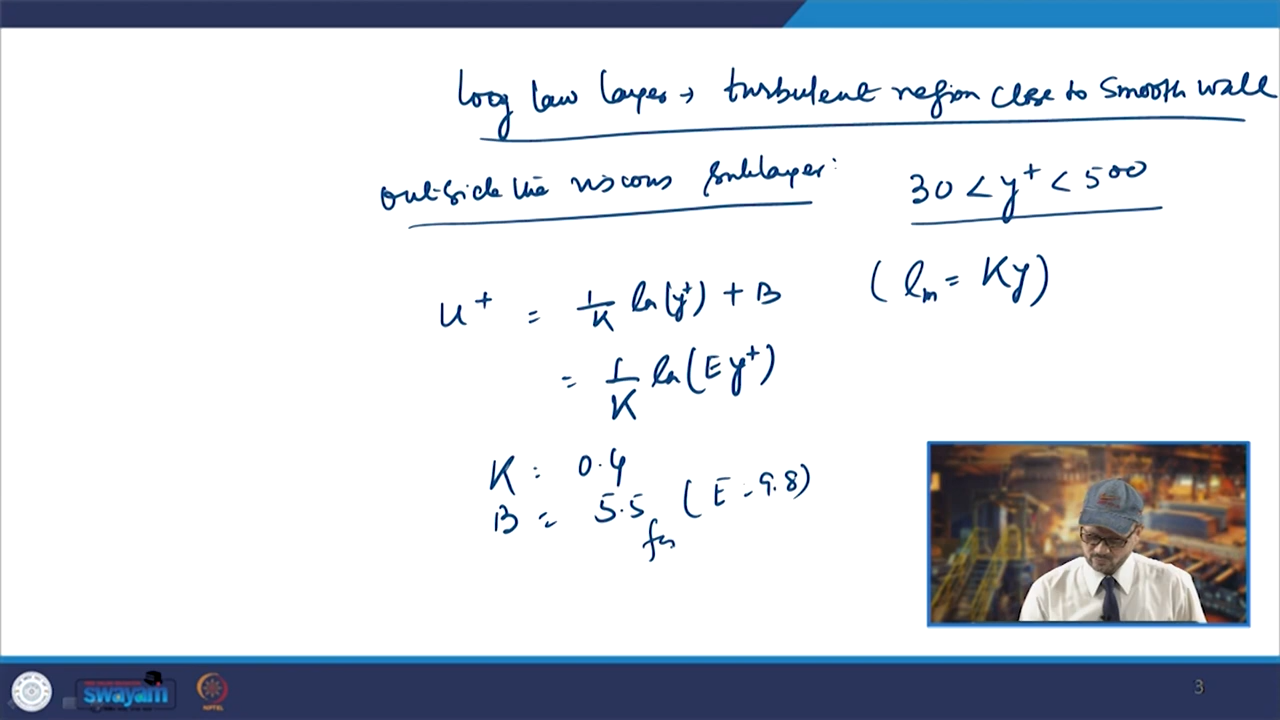 Log law layer → turbulent region close to smooth wall
outside the viscous sublayer: 30 < y⁺ < 500
u⁺ = 1/K ln(y⁺) + B (lₘ = Ky)
= 1/K ln(E y⁺)
K = 0.4
B = 5.5 (E = 9.8)
for
3
swayam
NPTEL